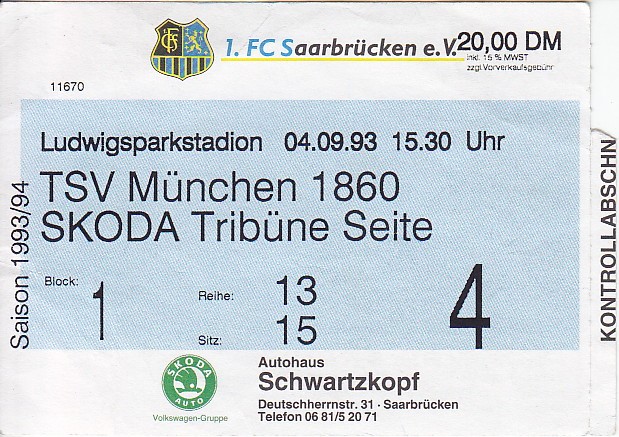 1. FC Saarbrücken e.V.
20,00 DM
inkl. 15 % MWST
zzgl. Vorverkaufsgebühr
11670
Ludwigsparkstadion 04.09.93 15.30 Uhr
TSV München 1860
SKODA Tribüne Seite
Saison 1993/94
Block: 1
Reihe: 13
Sitz: 15
4
KONTROLLABSCHN
SKODA
AUTO
Volkswagen-Gruppe
Autohaus
Schwartzkopf
Deutschherrnstr. 31 · Saarbrücken
Telefon 06 81/5 20 71